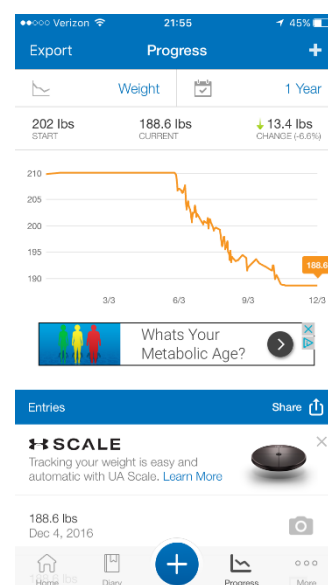 ●●○○○ Verizon 21:55 45%
Export Progress +
Weight 1 Year
202 lbs 188.6 lbs 13.4 lbs
START CURRENT CHANGE (-6.6%)
210
205
200
195
190
188.6
3/3 6/3 9/3 12/3
Whats Your
Metabolic Age?
Entries Share
SCALE
Tracking your weight is easy and
automatic with UA Scale. Learn More
188.6 lbs
Dec 4, 2016
Home Diary Progress More